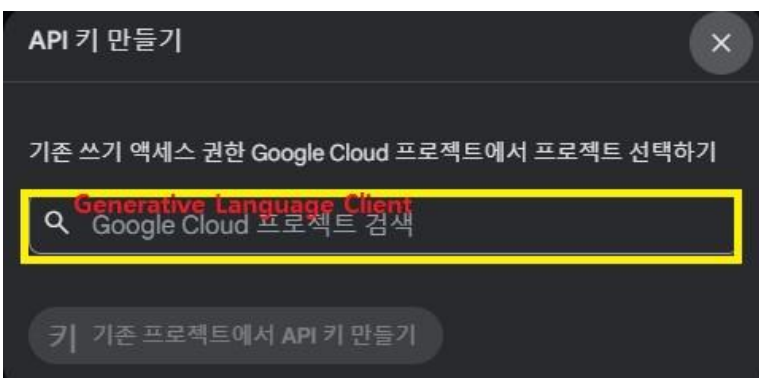 API 키 만들기
기존 쓰기 액세스 권한 Google Cloud 프로젝트에서 프로젝트 선택하기
Generative Language Client
Google Cloud 프로젝트 검색
키 기존 프로젝트에서 API 키 만들기